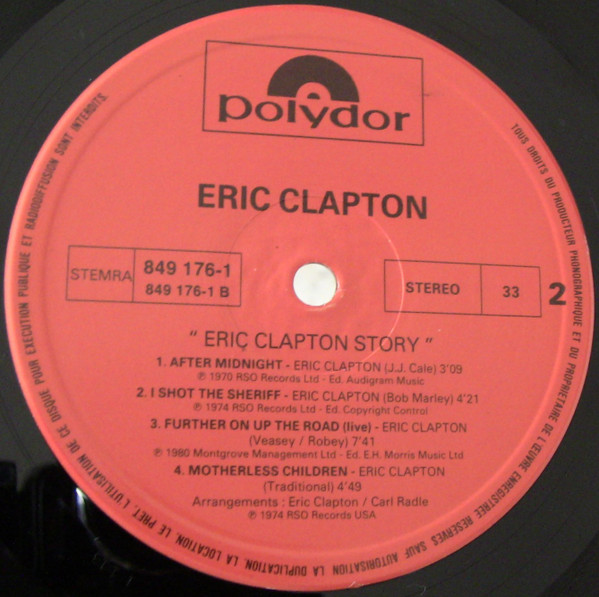 polydor
ERIC CLAPTON
STEMRA
849 176-1
849 176-1 B
STEREO
33
2
" ERIC CLAPTON STORY "
1. AFTER MIDNIGHT - ERIC CLAPTON (J.J. Cale) 3'09
℗ 1970 RSO Records Ltd - Ed. Audigram Music
2. I SHOT THE SHERIFF - ERIC CLAPTON (Bob Marley) 4'21
℗ 1974 RSO Records Ltd - Ed. Copyright Control
3. FURTHER ON UP THE ROAD (live) - ERIC CLAPTON
(Veasey / Robey) 7'41
℗ 1980 Montgrove Management Ltd - Ed. E.H. Morris Music Ltd
4. MOTHERLESS CHILDREN - ERIC CLAPTON
(Traditional) 4'49
Arrangements : Eric Clapton / Carl Radle
℗ 1974 RSO Records USA
TOUS DROITS DU PRODUCTEUR PHONOGRAPHIQUE ET DU PROPRIETAIRE DE L'ŒUVRE ENREGISTREE RESERVES SAUF AUTORISATION, LA DUPLICATION, LA LOCATION, LE PRET, L'UTILISATION DE CE DISQUE POUR EXECUTION PUBLIQUE ET RADIODIFFUSION SONT INTERDITS.